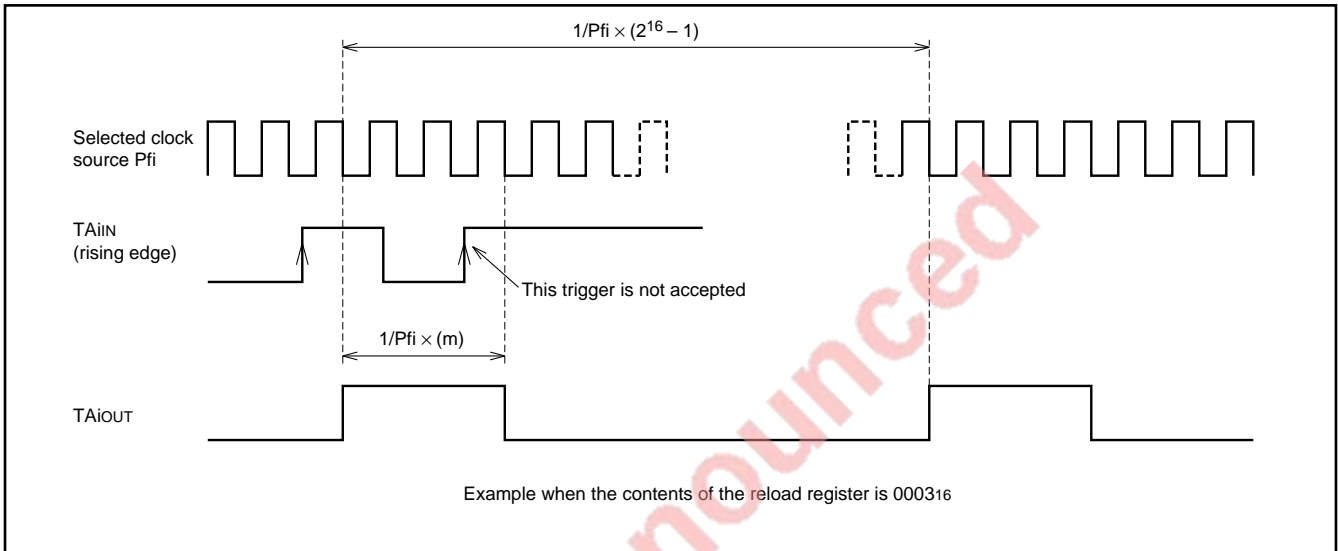 1/Pfi × (2¹⁶ – 1)
Selected clock
source Pfi
TAiIN
(rising edge)
This trigger is not accepted
1/Pfi × (m)
TAiOUT
Example when the contents of the reload register is 0003₁₆
nounced